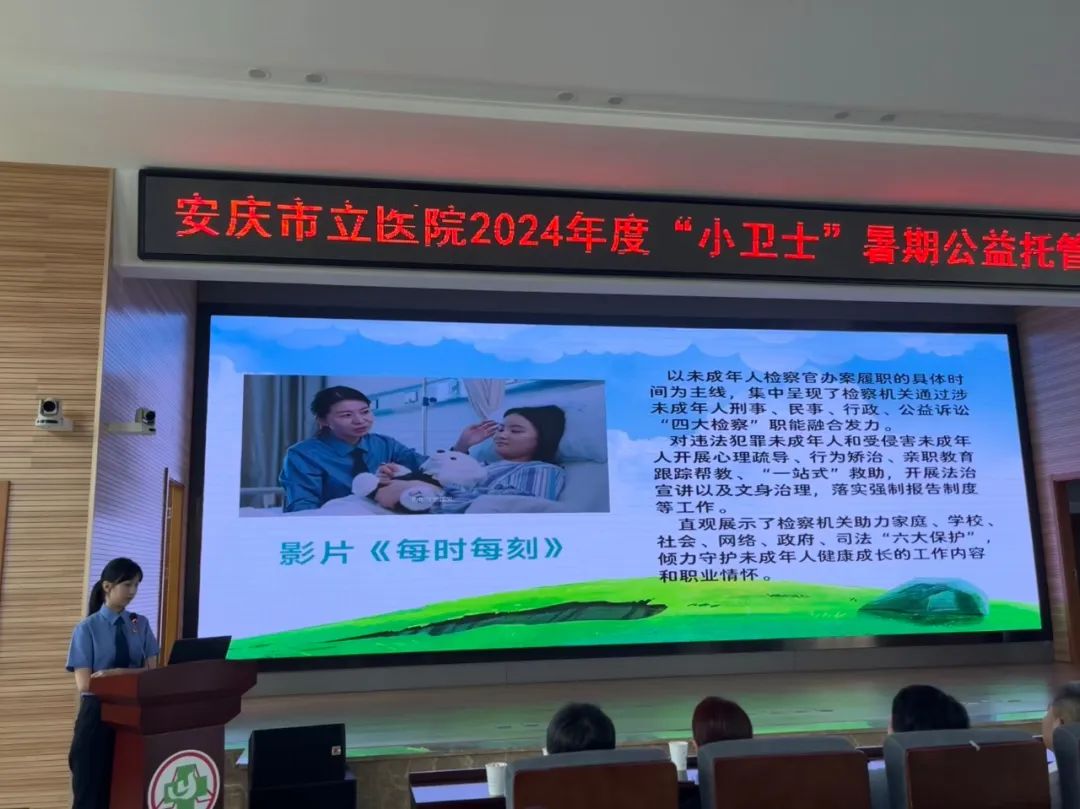 安庆市立医院2024年度“小卫士”暑期公益托管
以未成年人检察官办案履职的具体时
间为主线，集中呈现了检察机关通过涉
未成年人刑事、民事、行政、公益诉讼
“四大检察”职能融合发力。
对违法犯罪未成年人和受侵害未成年
人开展心理疏导、行为矫治、亲职教育
跟踪帮教、“一站式”救助，开展法治
宣讲以及文身治理，落实强制报告制度
等工作。
直观展示了检察机关助力家庭、学校、
社会、网络、政府、司法“六大保护”，
倾力守护未成年人健康成长的工作内容
和职业情怀。
影片《每时每刻》